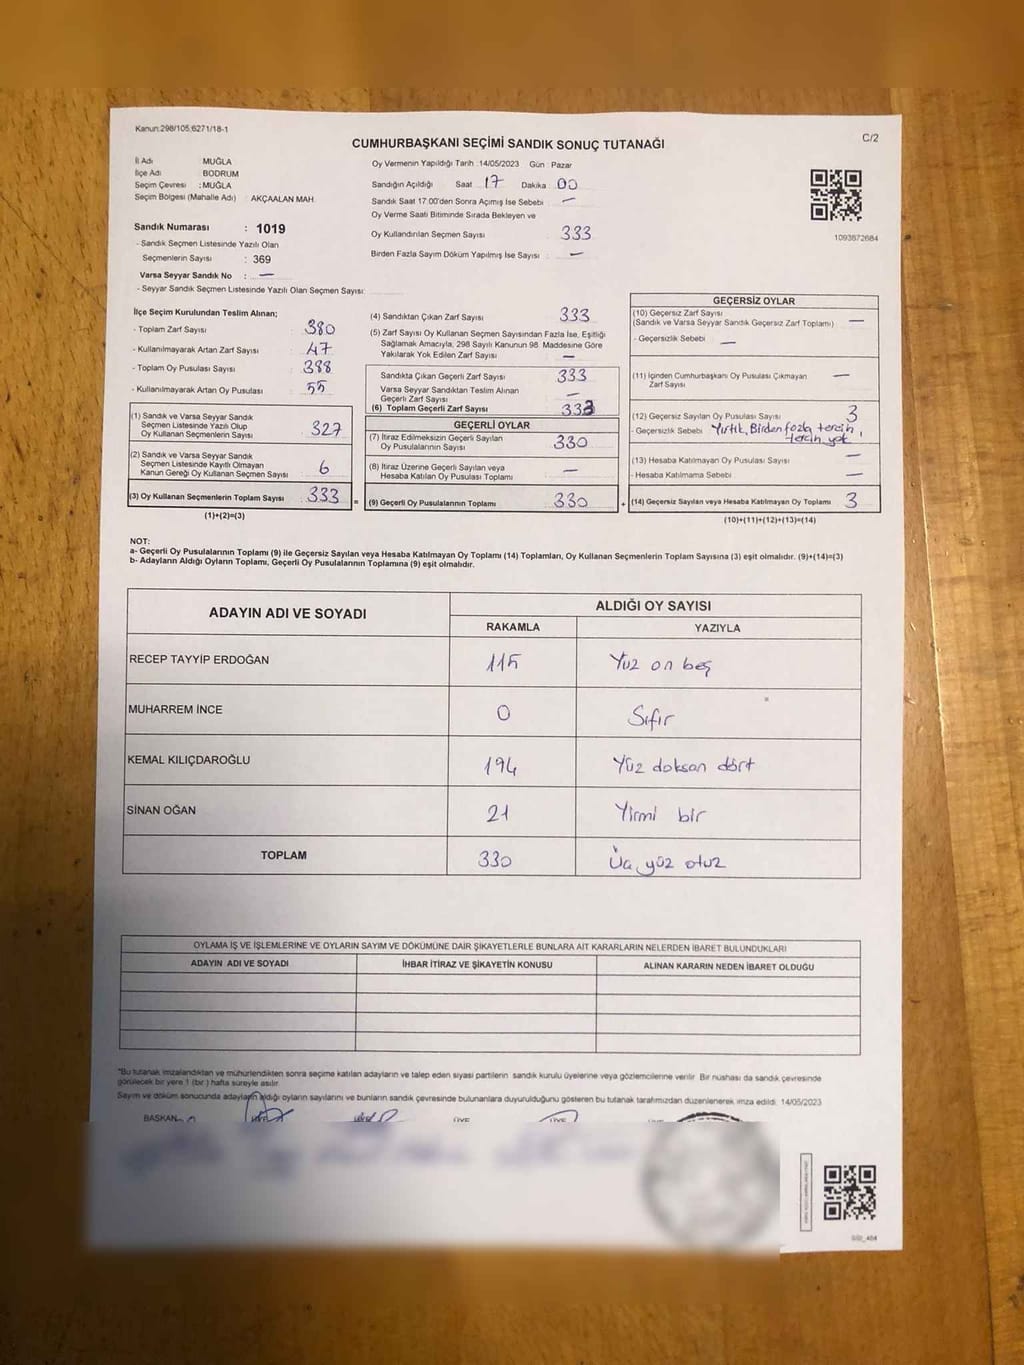 Kanun:298/105,6271/18-1
C/2
CUMHURBAŞKANI SEÇİMİ SANDIK SONUÇ TUTANAĞI
İl Adı MUĞLA
İlçe Adı BODRUM
Seçim Çevresi : MUĞLA
Seçim Bölgesi (Mahalle Adı) : AKÇAALAN MAH.
Sandık Numarası : 1019
- Sandık Seçmen Listesinde Yazılı Olan
Seçmenlerin Sayısı : 369
Varsa Seyyar Sandık No : —
- Seyyar Sandık Seçmen Listesinde Yazılı Olan Seçmen Sayısı:
Oy Vermenin Yapıldığı Tarih : 14/05/2023 Gün : Pazar
Sandığın Açıldığı Saat : 17 Dakika : 00
Sandık Saat 17.00'den Sonra Açımış İse Sebebi : —
Oy Verme Saati Bitiminde Sırada Bekleyen ve
Oy Kullandırılan Seçmen Sayısı : 333
Birden Fazla Sayım Döküm Yapılmış İse Sayısı : —
1093872684
İlçe Seçim Kurulundan Teslim Alınan;
- Toplam Zarf Sayısı : 380
- Kullanılmayarak Artan Zarf Sayısı : 47
- Toplam Oy Pusulası Sayısı : 388
- Kullanılmayarak Artan Oy Pusulası : 55
(1) Sandık ve Varsa Seyyar Sandık
Seçmen Listesinde Yazılı Olup
Oy Kullanan Seçmenlerin Sayısı 327
(2) Sandık ve Varsa Seyyar Sandık
Seçmen Listesinde Kayıtlı Olmayan
Kanun Gereği Oy Kullanan Seçmen Sayısı 6
(3) Oy Kullanan Seçmenlerin Toplam Sayısı 333 =
(1)+(2)=(3)
(4) Sandıktan Çıkan Zarf Sayısı 333
(5) Zarf Sayısı Oy Kullanan Seçmen Sayısından Fazla İse, Eşitliği
Sağlamak Amacıyla, 298 Sayılı Kanunun 98. Maddesine Göre
Yakılarak Yok Edilen Zarf Sayısı —
Sandıkta Çıkan Geçerli Zarf Sayısı 333
Varsa Seyyar Sandıktan Teslim Alınan
Geçerli Zarf Sayısı —
(6) Toplam Geçerli Zarf Sayısı 333
GEÇERLİ OYLAR
(7) İtiraz Edilmeksizin Geçerli Sayılan
Oy Pusulalarının Sayısı 330
(8) İtiraz Üzerine Geçerli Sayılan veya
Hesaba Katılan Oy Pusulası Toplamı —
(9) Geçerli Oy Pusulalarının Toplamı 330 +
GEÇERSİZ OYLAR
(10) Geçersiz Zarf Sayısı
(Sandık ve Varsa Seyyar Sandık Geçersiz Zarf Toplamı) —
- Geçersizlik Sebebi : —
(11) İçinden Cumhurbaşkanı Oy Pusulası Çıkmayan
Zarf Sayısı —
(12) Geçersiz Sayılan Oy Pusulası Sayısı 3
- Geçersizlik Sebebi : Yırtık, Birden fazla tercih,
tercih yok
(13) Hesaba Katılmayan Oy Pusulası Sayısı —
- Hesaba Katılmama Sebebi —
(14) Geçersiz Sayılan veya Hesaba Katılmayan Oy Toplamı 3
(10)+(11)+(12)+(13)=(14)
NOT:
a- Geçerli Oy Pusulalarının Toplamı (9) ile Geçersiz Sayılan veya Hesaba Katılmayan Oy Toplamı (14) Toplamları, Oy Kullanan Seçmenlerin Toplam Sayısına (3) eşit olmalıdır. (9)+(14)=(3)
b- Adayların Aldığı Oyların Toplamı, Geçerli Oy Pusulalarının Toplamına (9) eşit olmalıdır.
ADAYIN ADI VE SOYADI ALDIĞI OY SAYISI
RAKAMLA YAZIYLA
RECEP TAYYİP ERDOĞAN 115 Yüz on beş
MUHARREM İNCE 0 Sıfır
KEMAL KILIÇDAROĞLU 194 Yüz doksan dört
SİNAN OĞAN 21 Yirmi bir
TOPLAM 330 Üç yüz otuz
OYLAMA İŞ VE İŞLEMLERİNE VE OYLARIN SAYIM VE DÖKÜMÜNE DAİR ŞİKAYETLERLE BUNLARA AİT KARARLARIN NELERDEN İBARET BULUNDUKLARI
ADAYIN ADI VE SOYADI İHBAR İTİRAZ VE ŞİKAYETİN KONUSU ALINAN KARARIN NEDEN İBARET OLDUĞU
"Bu tutanak imzalandıktan ve mühürlendikten sonra seçime katılan adayların ve talep eden siyasi partilerin sandık kurulu üyelerine veya gözlemcilerine verilir. Bir nüshası da sandık çevresinde
görülecek bir yere 1 (bir) hafta süreyle asılır.
Sayım ve döküm sonucunda adayların aldığı oyların sayılarını ve bunların sandık çevresinde bulunanlara duyurulduğunu gösteren bu tutanak tarafımızdan düzenlenerek imza edildi. 14/05/2023
BAŞKAN ÜYE ÜYE